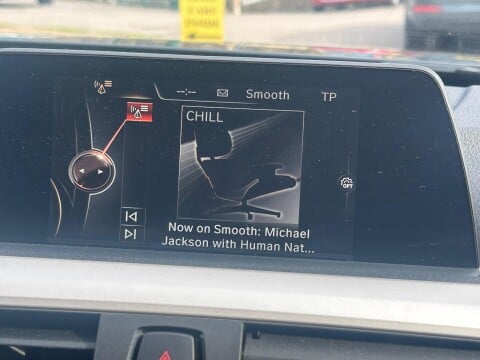 --:-- Smooth TP
CHILL
OPT
Now on Smooth: Michael
Jackson with Human Nat...